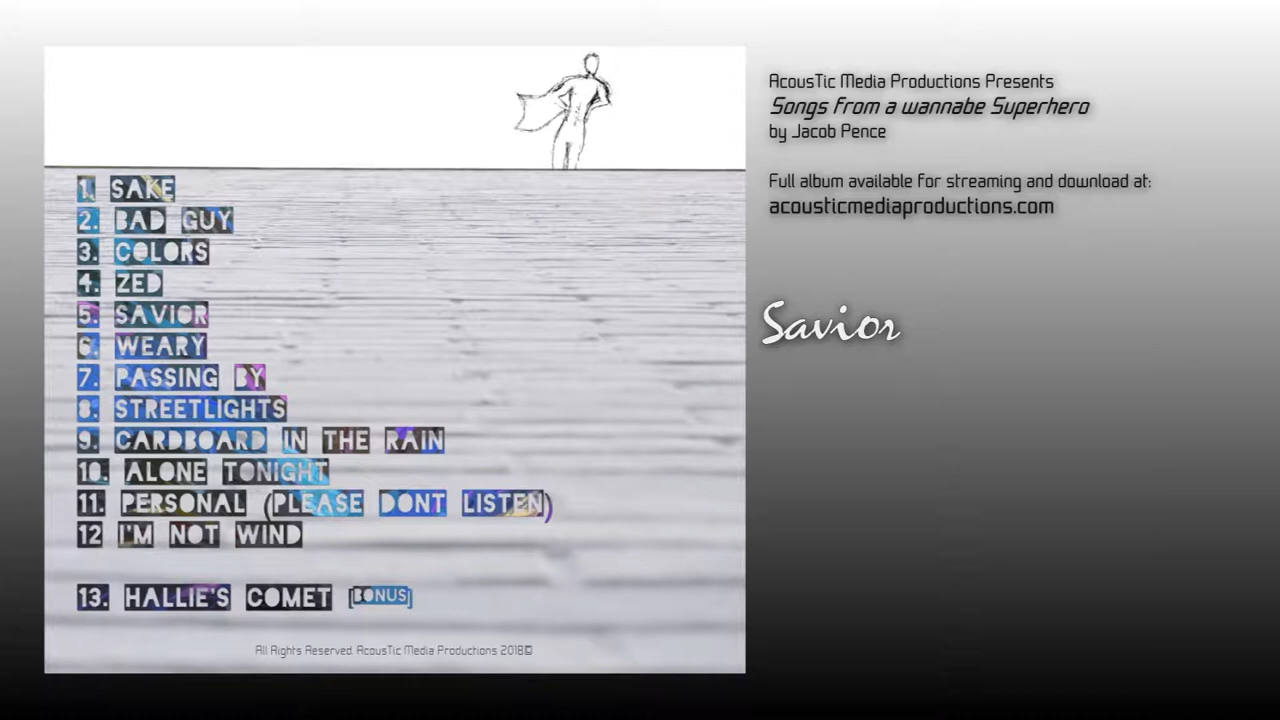 1. SAKE
2. BAD GUY
3. COLORS
4. ZED
5. SAVIOR
6. WEARY
7. PASSING BY
8. STREETLIGHTS
9. CARDBOARD IN THE RAIN
10. ALONE TONIGHT
11. PERSONAL (PLEASE DONT LISTEN)
12 I'M NOT WIND
13. HALLIE'S COMET [BONUS]
All Rights Reserved. AcousTic Media Productions 2018©
AcousTic Media Productions Presents
Songs from a wannabe Superhero
by Jacob Pence
Full album available for streaming and download at:
acousticmediaproductions.com
Savior